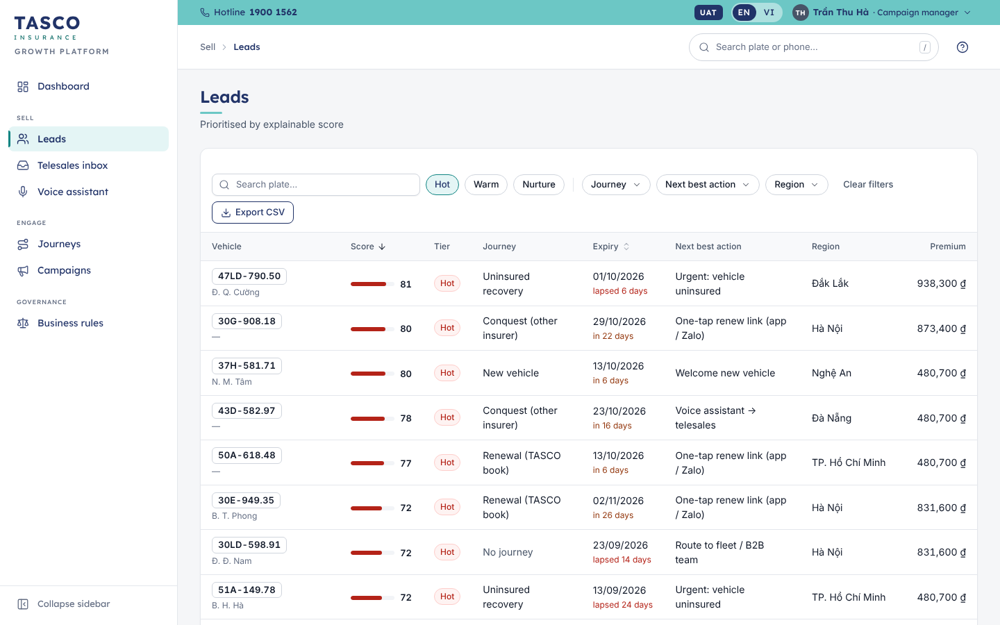 TASCO
INSURANCE
GROWTH PLATFORM
Dashboard
SELL
Leads
Telesales inbox
Voice assistant
ENGAGE
Journeys
Campaigns
GOVERNANCE
Business rules
Collapse sidebar
Hotline 1900 1562
UAT EN VI TH Trần Thu Hà · Campaign manager
Sell > Leads
Search plate or phone... /
Leads
Prioritised by explainable score
Search plate... Hot Warm Nurture Journey Next best action Region Clear filters
Export CSV
Vehicle Score ↓ Tier Journey Expiry Next best action Region Premium
47LD-790.50
Đ. Q. Cường
81 Hot
Uninsured
recovery
01/10/2026
lapsed 6 days
Urgent: vehicle
uninsured
Đắk Lắk 938,300 ₫
30G-908.18
—
80 Hot
Conquest (other
insurer)
29/10/2026
in 22 days
One-tap renew link (app
/ Zalo)
Hà Nội 873,400 ₫
37H-581.71
N. M. Tâm
80 Hot
New vehicle
13/10/2026
in 6 days
Welcome new vehicle
Nghệ An 480,700 ₫
43D-582.97
—
78 Hot
Conquest (other
insurer)
23/10/2026
in 16 days
Voice assistant →
telesales
Đà Nẵng 480,700 ₫
50A-618.48
—
77 Hot
Renewal (TASCO
book)
13/10/2026
in 6 days
One-tap renew link (app
/ Zalo)
TP. Hồ Chí Minh 480,700 ₫
30E-949.35
B. T. Phong
72 Hot
Renewal (TASCO
book)
02/11/2026
in 26 days
One-tap renew link (app
/ Zalo)
Hà Nội 831,600 ₫
30LD-598.91
Đ. Đ. Nam
72 Hot
No journey
23/09/2026
lapsed 14 days
Route to fleet / B2B
team
Hà Nội 831,600 ₫
51A-149.78
B. H. Hà
72 Hot
Uninsured
recovery
13/09/2026
lapsed 24 days
Urgent: vehicle
uninsured
TP. Hồ Chí Minh 480,700 ₫